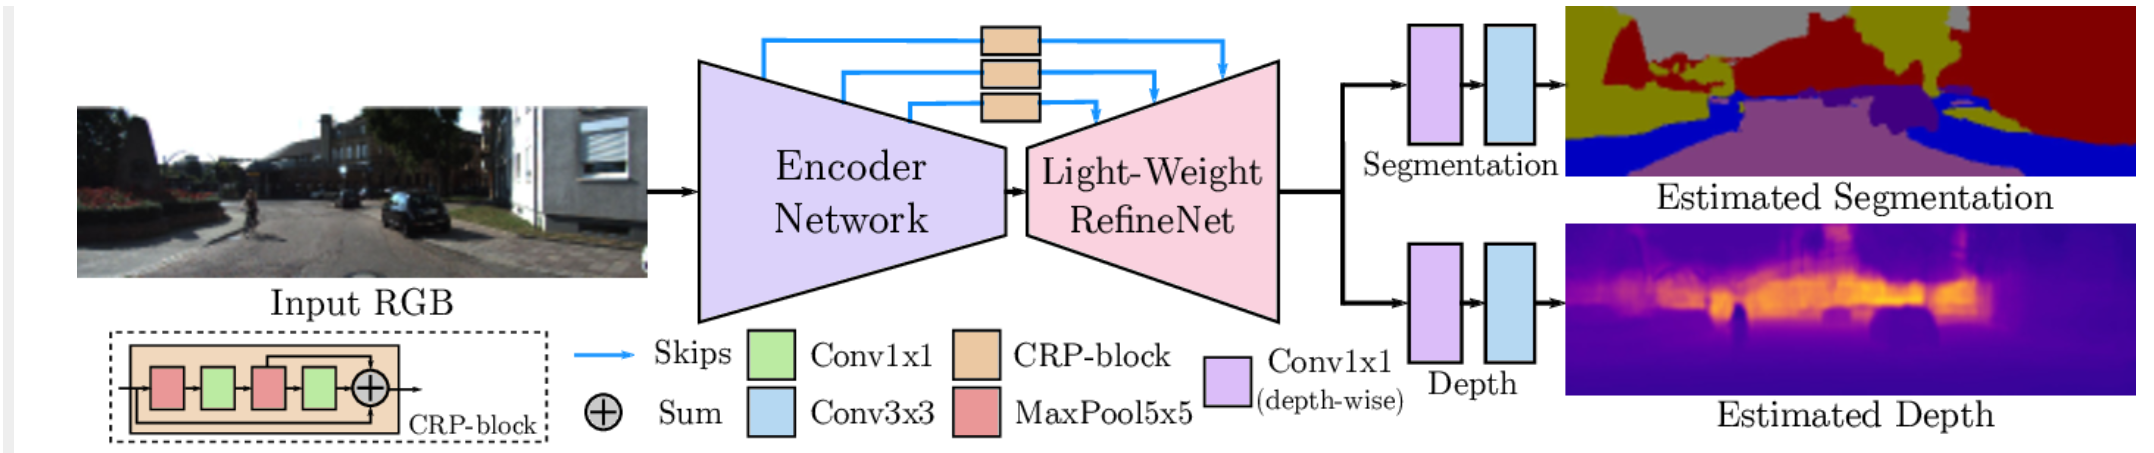 Encoder
Network
Light-Weight
RefineNet
Segmentation
Estimated Segmentation
Input RGB
Depth
Estimated Depth
CRP-block
Skips
Conv1x1
CRP-block
Conv1x1
(depth-wise)
Sum
Conv3x3
MaxPool5x5